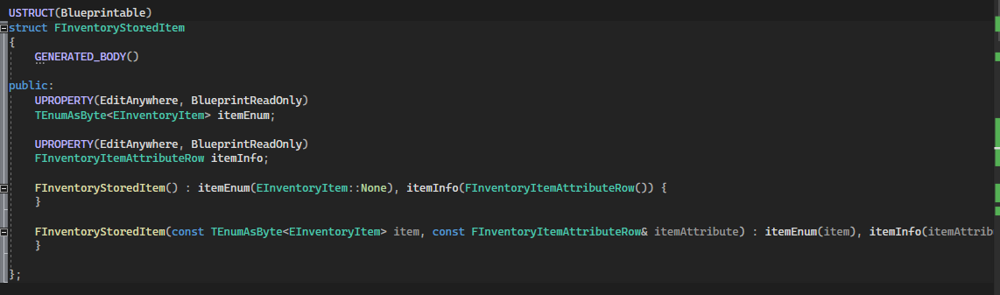 USTRUCT(Blueprintable)
struct FInventoryStoredItem
{
GENERATED_BODY()
public:
UPROPERTY(EditAnywhere, BlueprintReadOnly)
TEnumAsByte<EInventoryItem> itemEnum;
UPROPERTY(EditAnywhere, BlueprintReadOnly)
FInventoryItemAttributeRow itemInfo;
FInventoryStoredItem() : itemEnum(EInventoryItem::None), itemInfo(FInventoryItemAttributeRow()) {
}
FInventoryStoredItem(const TEnumAsByte<EInventoryItem> item, const FInventoryItemAttributeRow& itemAttribute) : itemEnum(item), itemInfo(itemAttrib
}
};